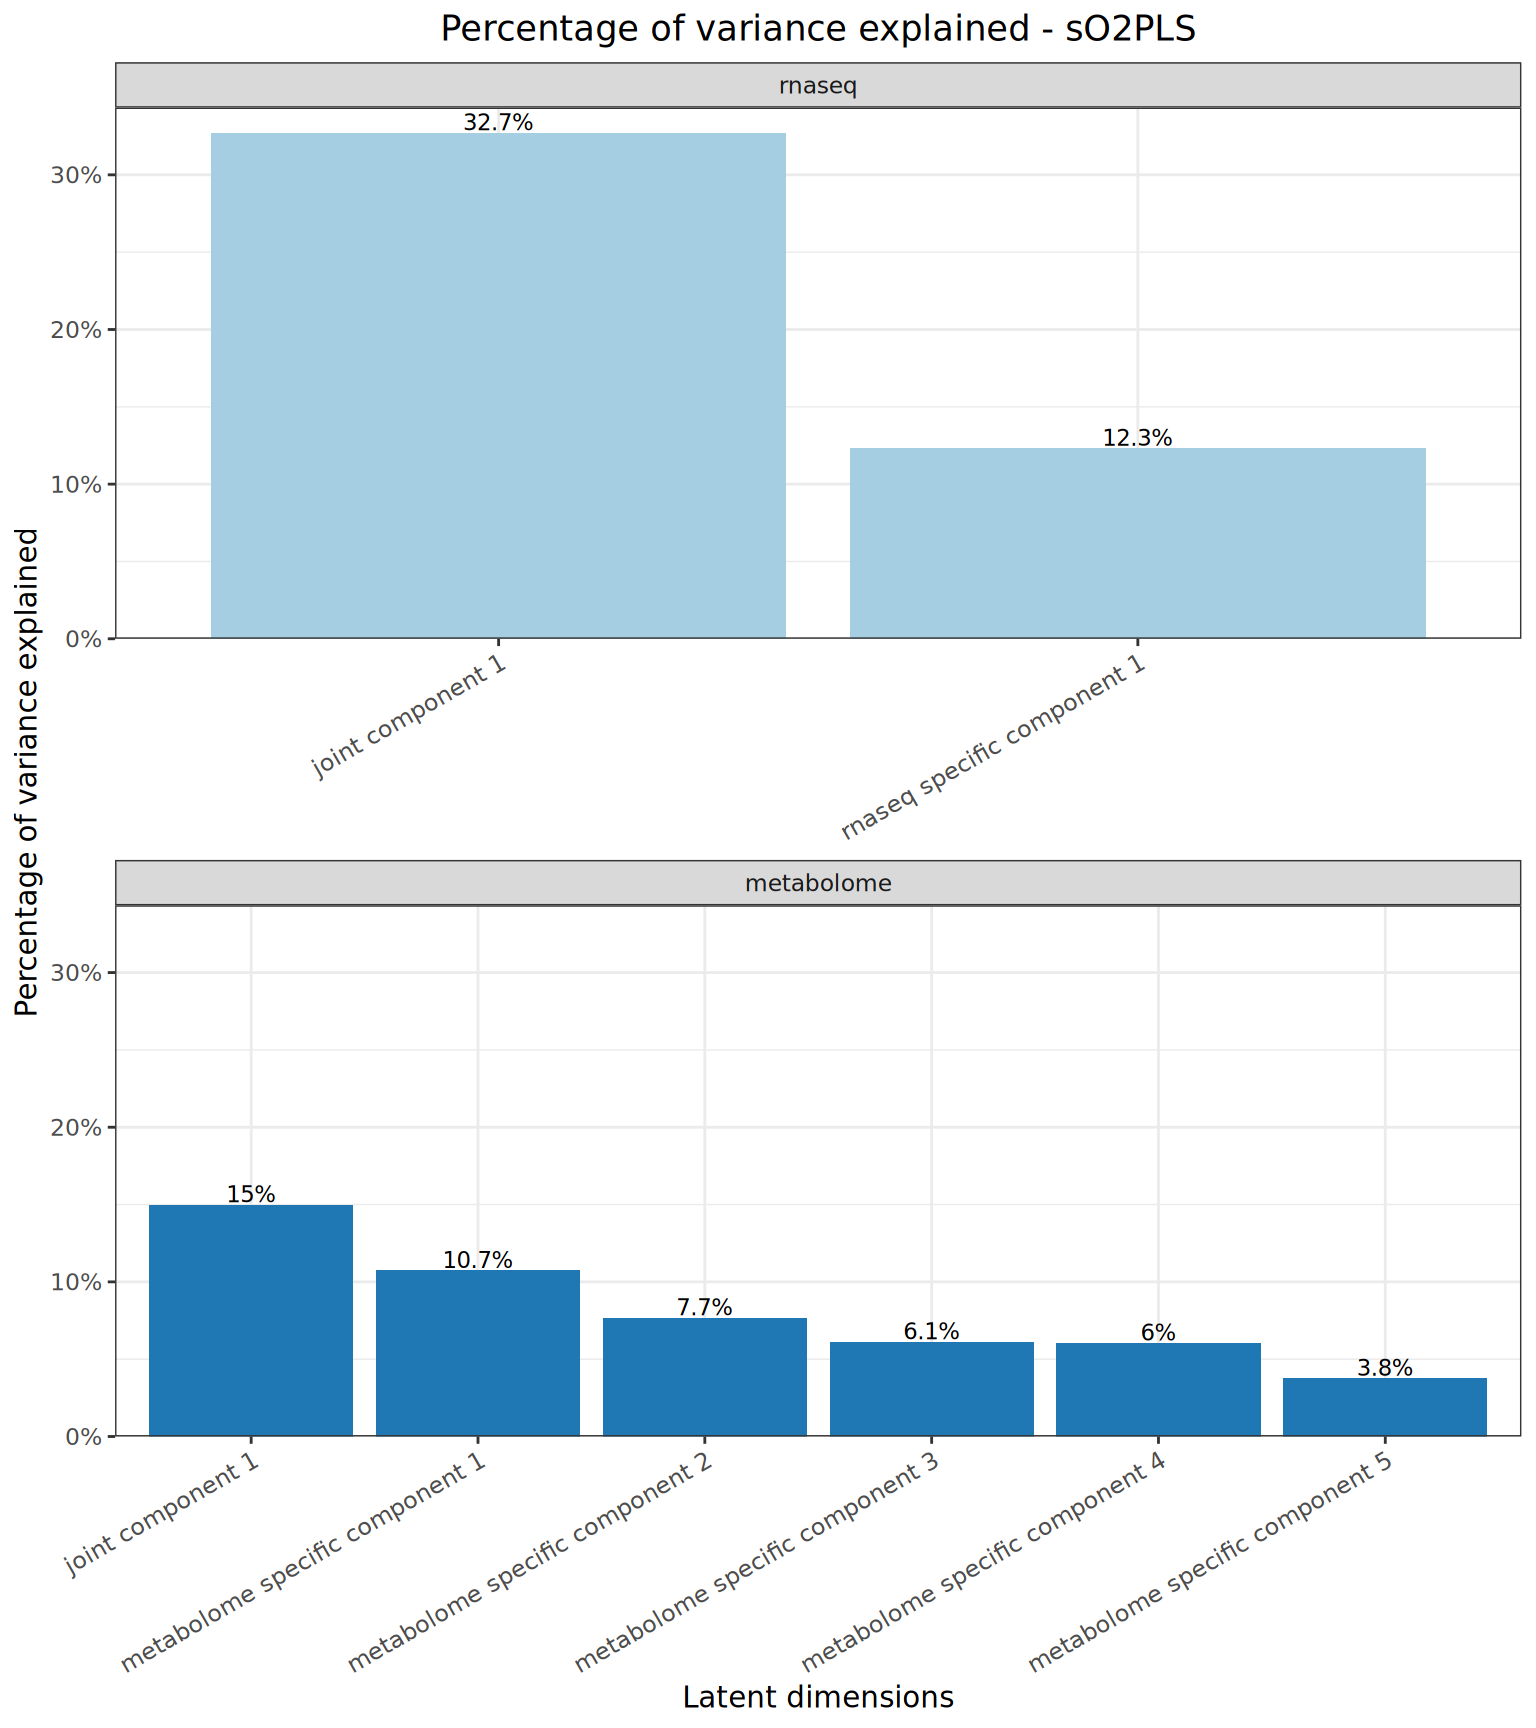 Percentage of variance explained - sO2PLS
rnaseq
32.7%
12.3%
30%
20%
10%
0%
joint component 1
rnaseq specific component 1
Percentage of variance explained
metabolome
30%
20%
10%
0%
15%
10.7%
7.7%
6.1%
6%
3.8%
joint component 1
metabolome specific component 1
metabolome specific component 2
metabolome specific component 3
metabolome specific component 4
metabolome specific component 5
Latent dimensions